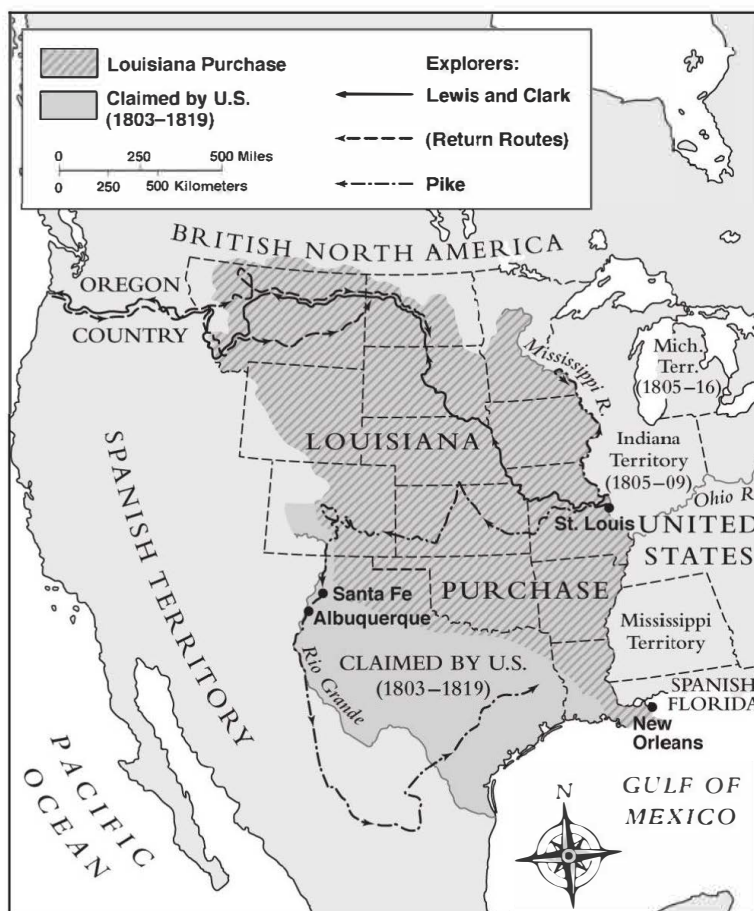 Louisiana Purchase
Claimed by U.S.
(1803–1819)
0 250 500 Miles
0 250 500 Kilometers
Explorers:
Lewis and Clark
(Return Routes)
Pike
BRITISH NORTH AMERICA
OREGON
COUNTRY
Mississippi R.
Mich.
Terr.
(1805–16)
LOUISIANA
Indiana
Territory
(1805–09)
Ohio R
St. Louis
UNITED
STATES
SPANISH TERRITORY
PURCHASE
Santa Fe
Albuquerque
Mississippi
Territory
Rio Grande
CLAIMED BY U.S.
(1803–1819)
SPANISH
FLORIDA
New
Orleans
PACIFIC
OCEAN
N
GULF OF
MEXICO